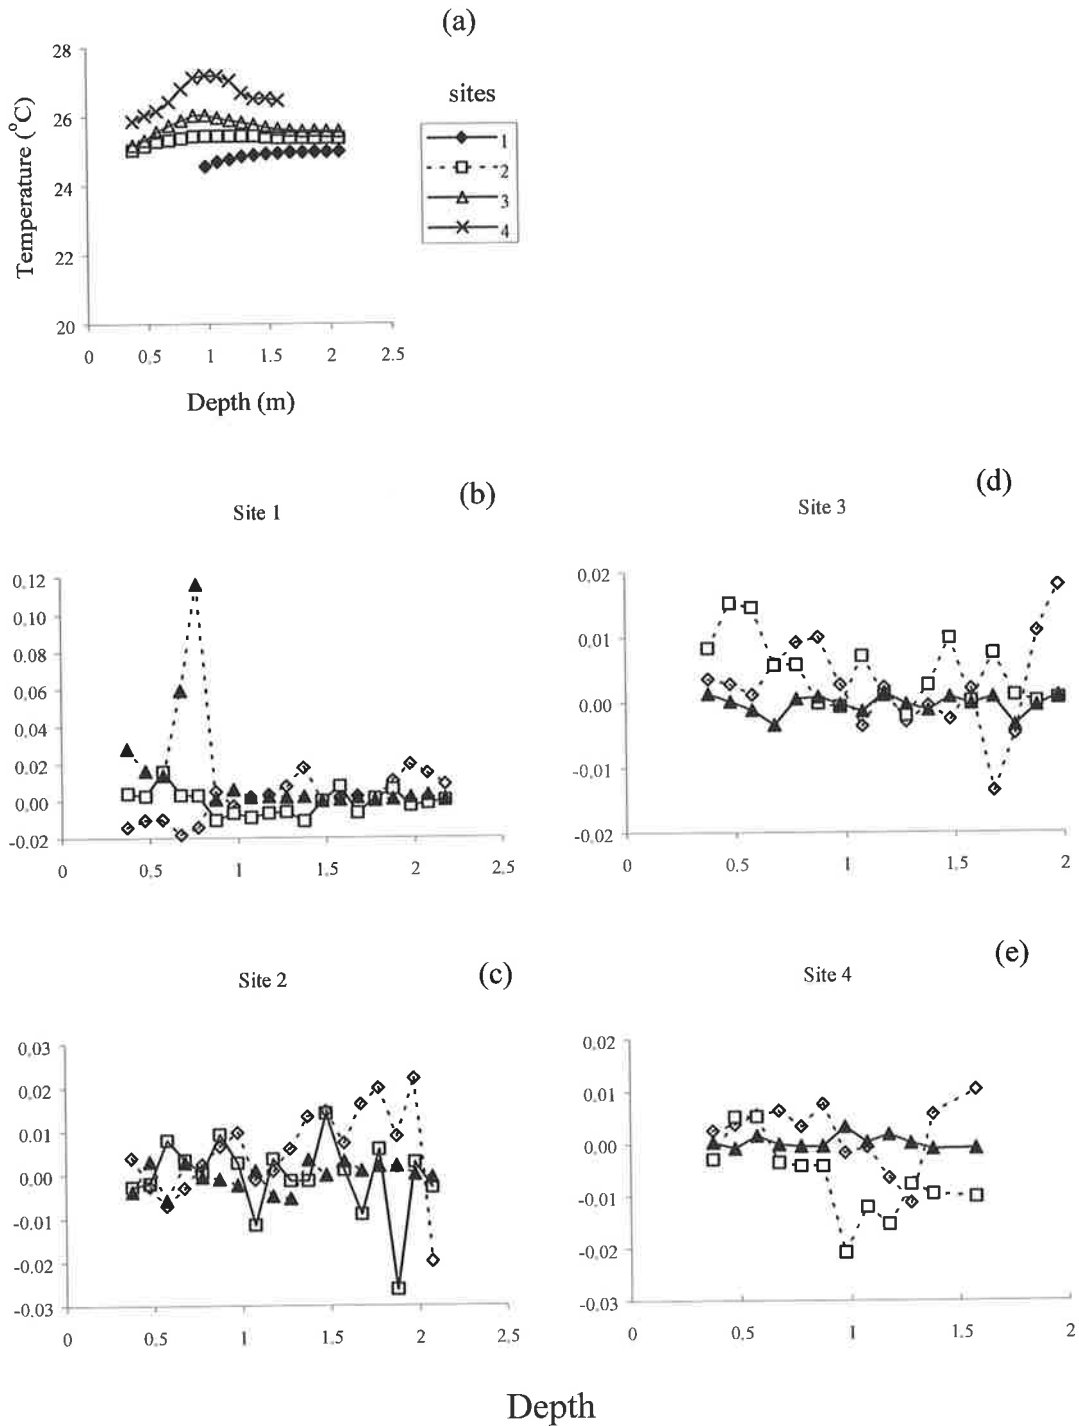 (a)
28
26
24
22
20
Temperature (°C)
0 0.5 1 1.5 2 2.5
Depth (m)
sites
1
2
3
4
(b)
Site 1
0.12
0.10
0.08
0.06
0.04
0.02
0.00
-0.02
0 0.5 1 1.5 2 2.5
(d)
Site 3
0.02
0.01
0.00
-0.01
-0.02
0 0.5 1 1.5 2
Site 2 (c)
0.03
0.02
0.01
0.00
-0.01
-0.02
-0.03
0 0.5 1 1.5 2 2.5
(e)
Site 4
0.02
0.01
0.00
-0.01
-0.02
-0.03
0 0.5 1 1.5 2
Depth